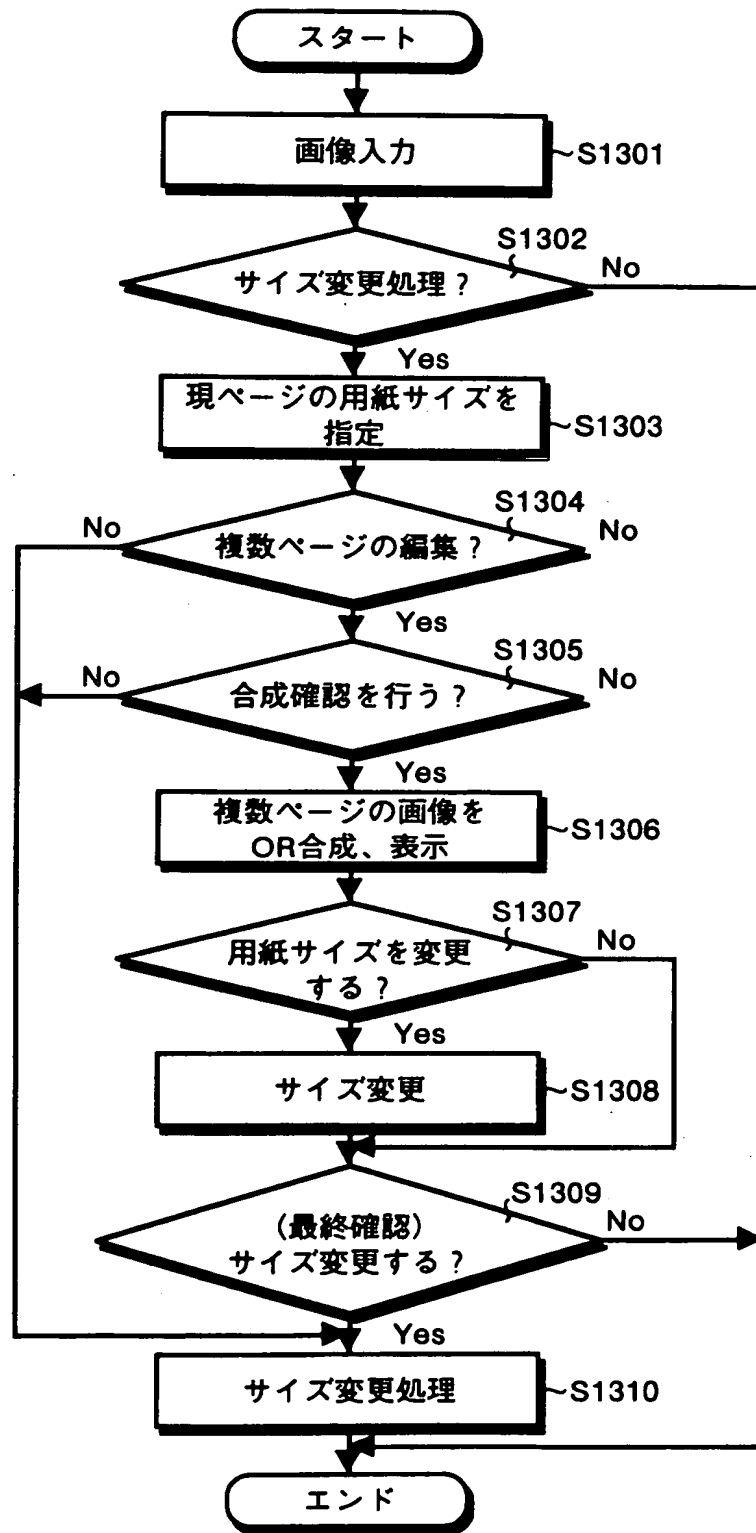 スタート
画像入力
~S1301
S1302
サイズ変更処理?
No
Yes
現ページの用紙サイズを
指定
~S1303
S1304
No
複数ページの編集?
No
Yes
S1305
No
合成確認を行う?
No
Yes
複数ページの画像を
OR合成、表示
~S1306
S1307
用紙サイズを変更
する?
No
Yes
サイズ変更
~S1308
S1309
(最終確認)
サイズ変更する?
No
Yes
サイズ変更処理
~S1310
エンド